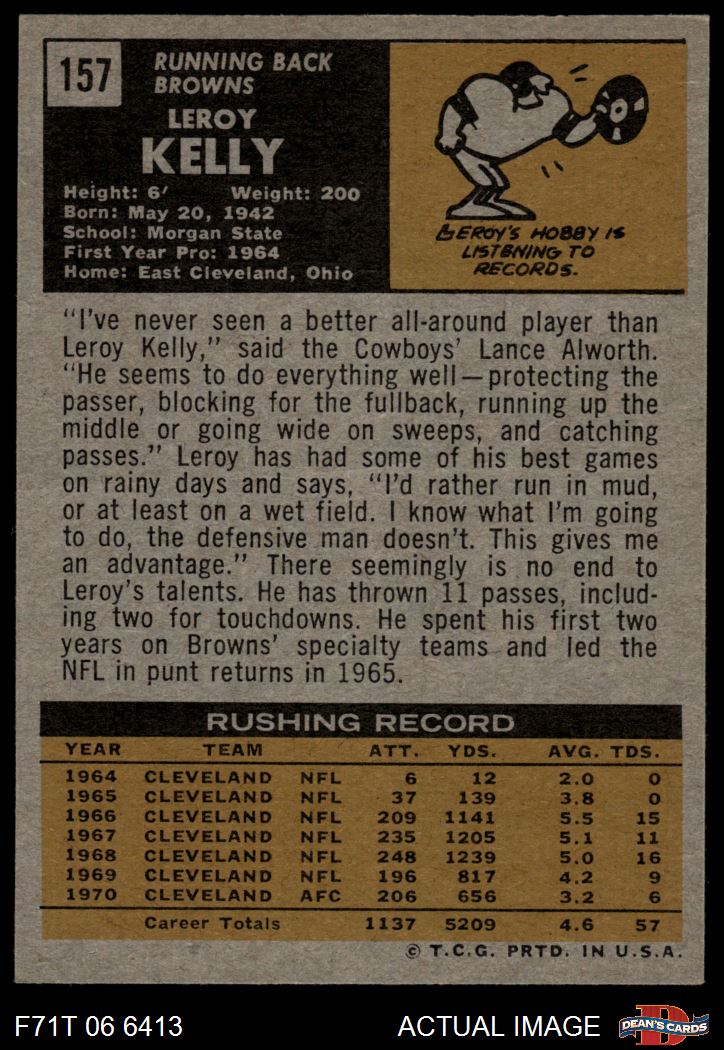 157
RUNNING BACK
BROWNS
LEROY
KELLY
Height: 6' Weight: 200
Born: May 20, 1942
School: Morgan State
First Year Pro: 1964
Home: East Cleveland, Ohio
LEROY'S HOBBY IS
LISTENING TO
RECORDS.
"I've never seen a better all-around player than
Leroy Kelly," said the Cowboys' Lance Alworth.
"He seems to do everything well—protecting the
passer, blocking for the fullback, running up the
middle or going wide on sweeps, and catching
passes." Leroy has had some of his best games
on rainy days and says, "I'd rather run in mud,
or at least on a wet field. I know what I'm going
to do, the defensive man doesn't. This gives me
an advantage." There seemingly is no end to
Leroy's talents. He has thrown 11 passes, includ-
ing two for touchdowns. He spent his first two
years on Browns' specialty teams and led the
NFL in punt returns in 1965.
RUSHING RECORD
YEAR TEAM ATT. YDS. AVG. TDS.
1964 CLEVELAND NFL 6 12 2.0 0
1965 CLEVELAND NFL 37 139 3.8 0
1966 CLEVELAND NFL 209 1141 5.5 15
1967 CLEVELAND NFL 235 1205 5.1 11
1968 CLEVELAND NFL 248 1239 5.0 16
1969 CLEVELAND NFL 196 817 4.2 9
1970 CLEVELAND AFC 206 656 3.2 6
Career Totals 1137 5209 4.6 57
© T.C.G. PRTD. IN U.S.A.
F71T 06 6413 ACTUAL IMAGE
D
DEAN'S CARDS